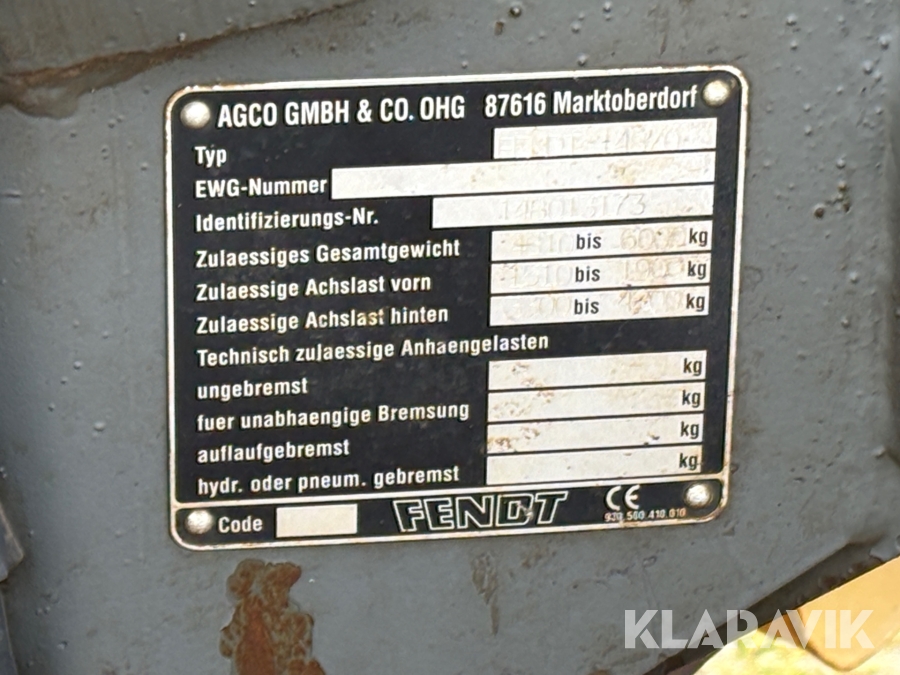 AGCO GMBH & CO. OHG 87616 Marktoberdorf
Typ
EWG-Nummer
Identifizierungs-Nr.
Zulaessiges Gesamtgewicht bis kg
Zulaessige Achslast vorn 1510 bis kg
Zulaessige Achslast hinten bis kg
Technisch zulaessige Anhaengelasten
ungebremst kg
fuer unabhaengige Bremsung kg
auflaufgebremst kg
hydr. oder pneum. gebremst kg
Code FENDT CE
920.560.410.010
KLARAVIK